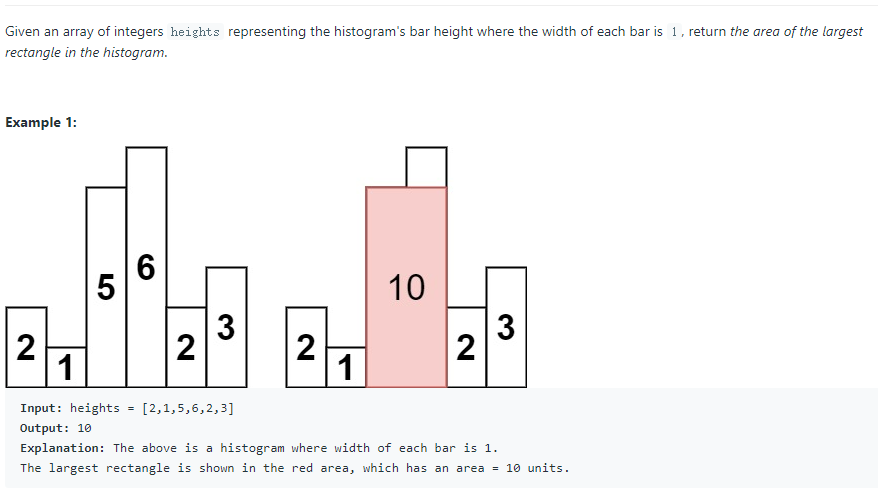 Given an array of integers heights representing the histogram's bar height where the width of each bar is 1, return the area of the largest
rectangle in the histogram.
Example 1:
6
5
10
3
3
2
2
2
2
1
1
Input: heights = [2,1,5,6,2,3]
Output: 10
Explanation: The above is a histogram where width of each bar is 1.
The largest rectangle is shown in the red area, which has an area = 10 units.